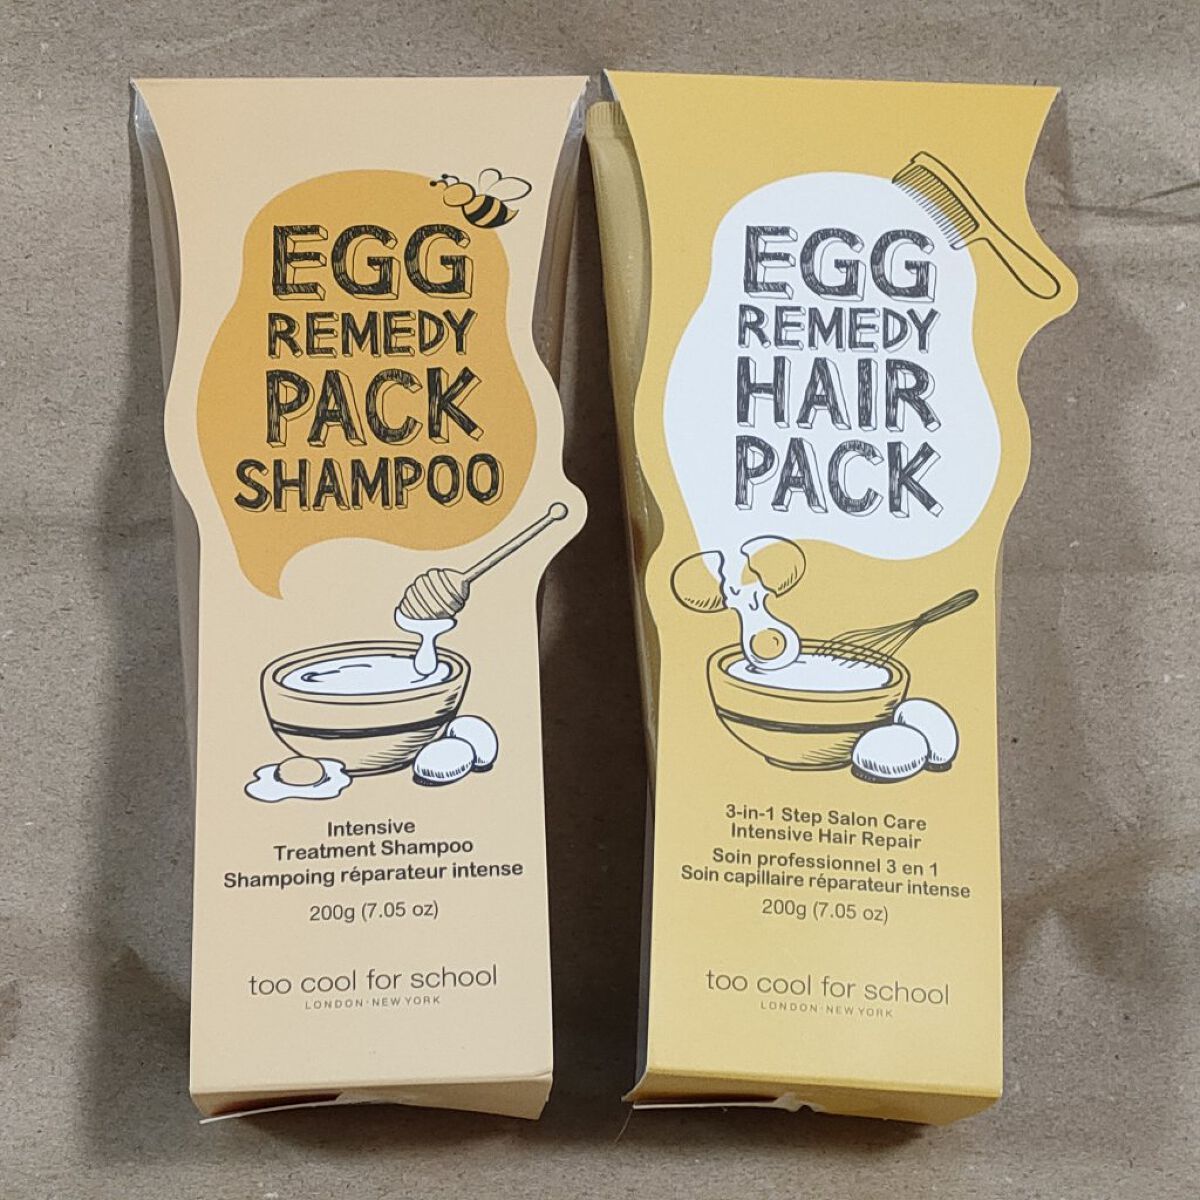 EGG
REMEDY
PACK
SHAMPOO
Intensive
Treatment Shampoo
Shampoing réparateur intense
200g (7.05 oz)
too cool for school
LONDON·NEW YORK
EGG
REMEDY
HAIR
PACK
3-in-1 Step Salon Care
Intensive Hair Repair
Soin professionnel 3 en 1
Soin capillaire réparateur intense
200g (7.05 oz)
too cool for school
LONDON·NEW YORK